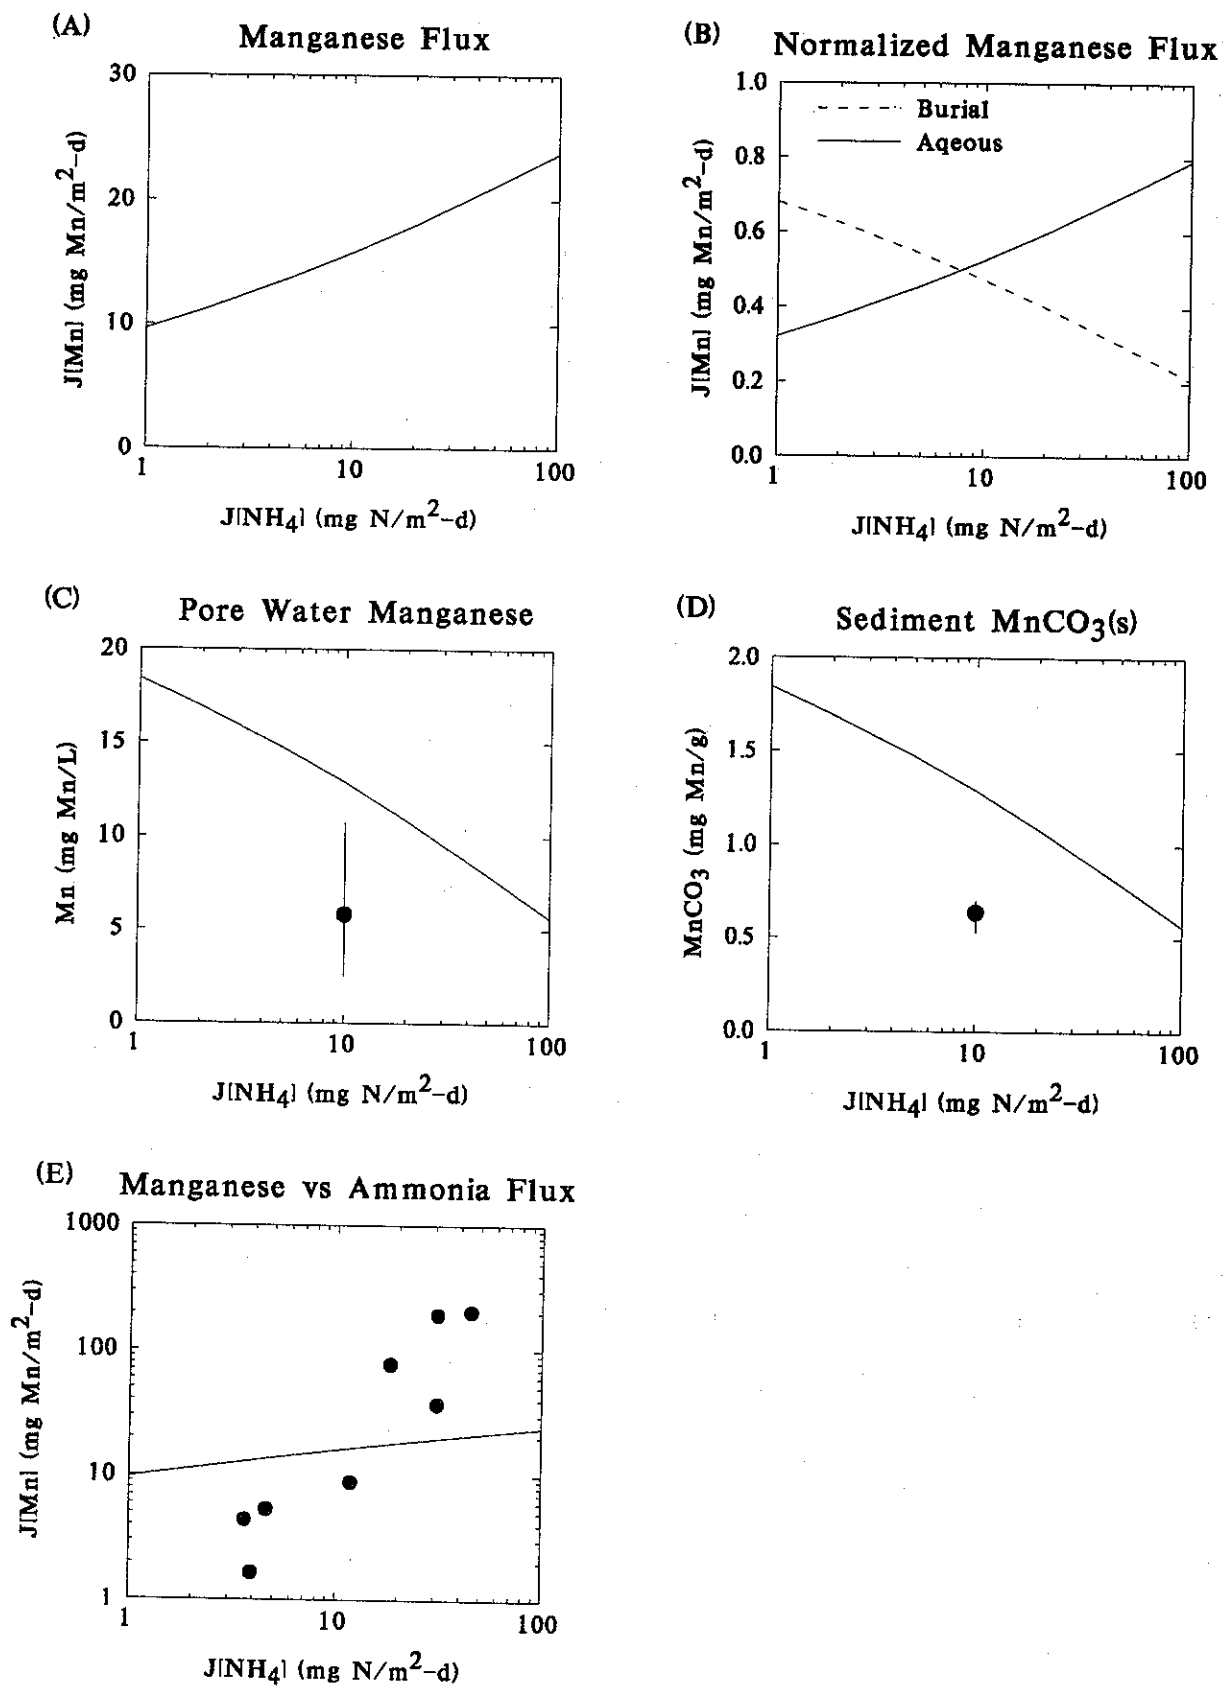 (A)
Manganese Flux
30
20
10
0
J[Mn] (mg Mn/m²-d)
1 10 100
J[NH₄] (mg N/m²-d)
(B)
Normalized Manganese Flux
1.0
0.8
0.6
0.4
0.2
0.0
Burial
Aqeous
J[Mn] (mg Mn/m²-d)
1 10 100
J[NH₄] (mg N/m²-d)
(C)
Pore Water Manganese
20
15
10
5
0
Mn (mg Mn/L)
1 10 100
J[NH₄] (mg N/m²-d)
(D)
Sediment MnCO₃(s)
2.0
1.5
1.0
0.5
0.0
MnCO₃ (mg Mn/g)
1 10 100
J[NH₄] (mg N/m²-d)
(E)
Manganese vs Ammonia Flux
1000
100
10
1
J[Mn] (mg Mn/m²-d)
1 10 100
J[NH₄] (mg N/m²-d)